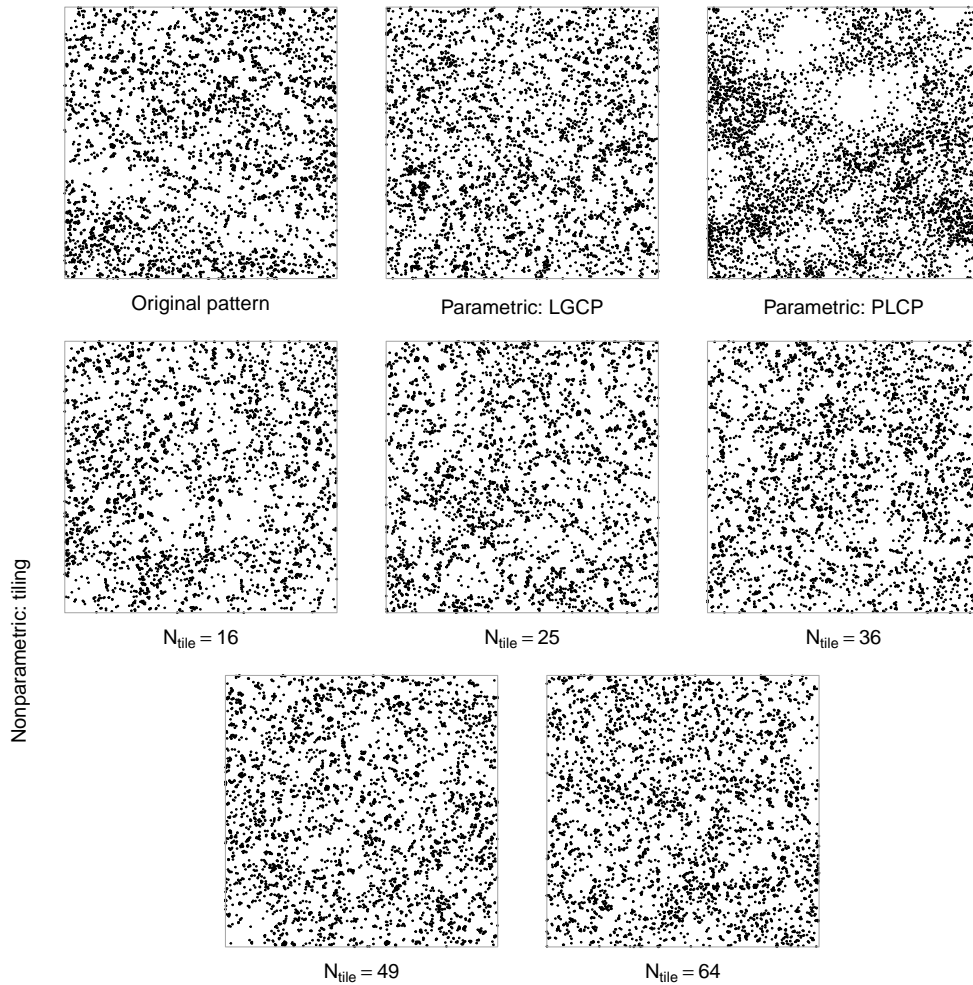 Original pattern
Parametric: LGCP
Parametric: PLCP
Nonparametric: tiling
N_tile = 16
N_tile = 25
N_tile = 36
N_tile = 49
N_tile = 64